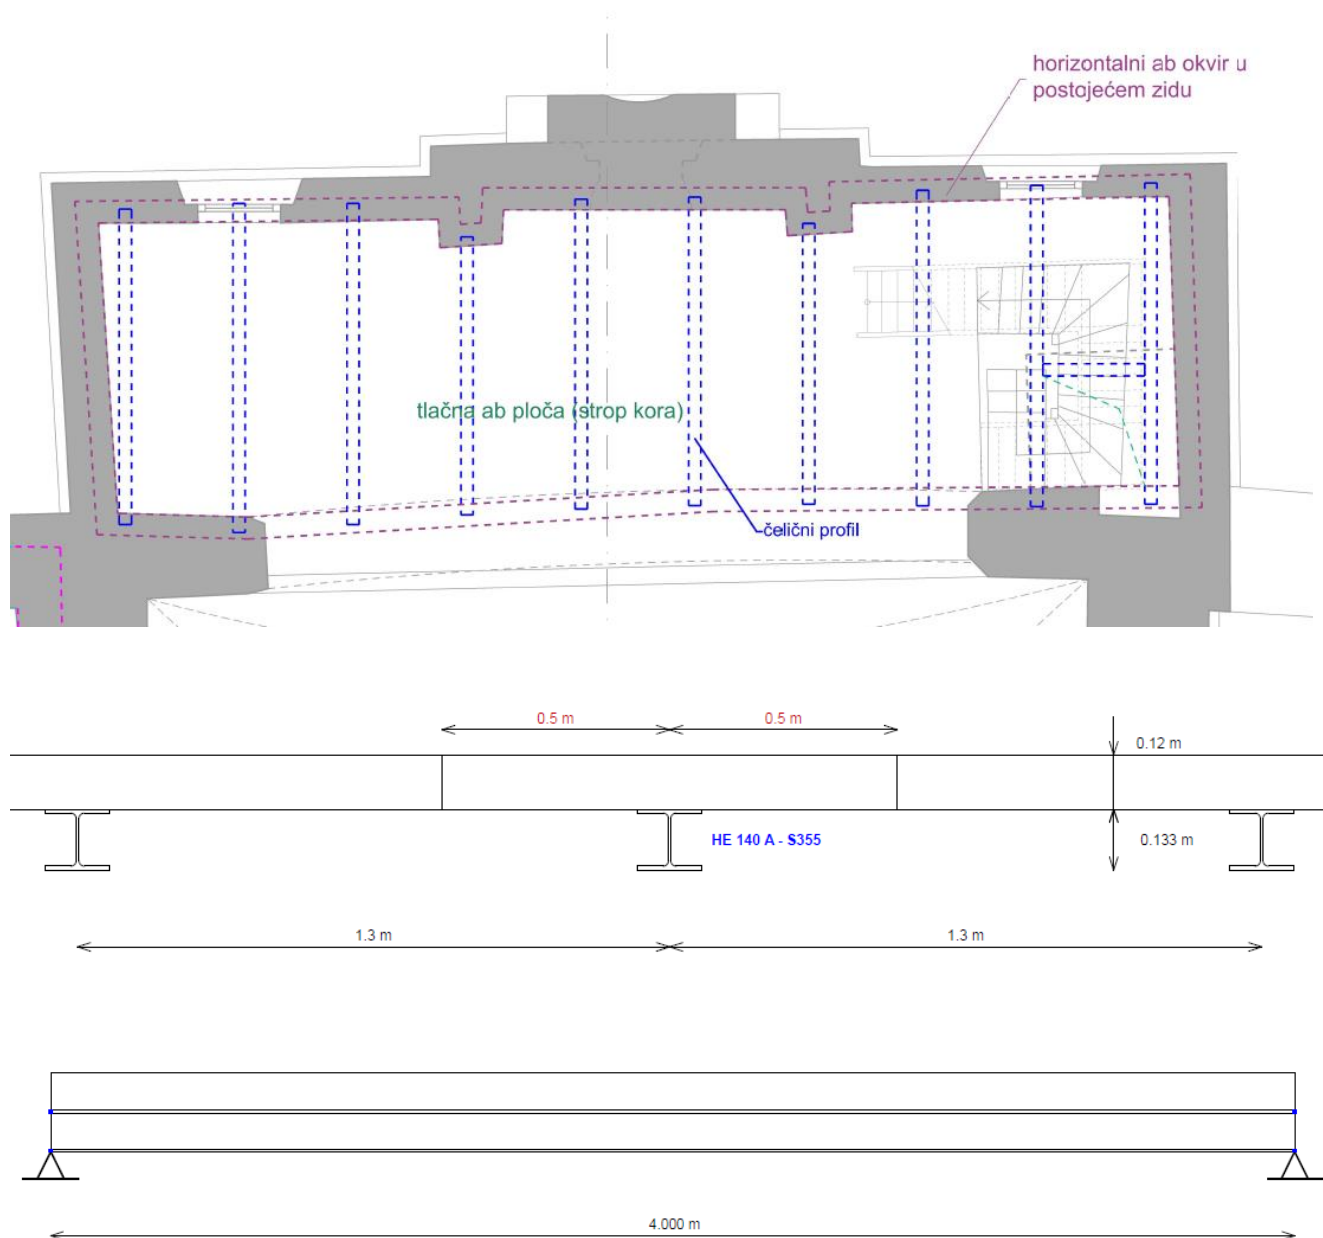 horizontalni ab okvir u
postojećem zidu
tlačna ab ploča (strop kora)
čelični profil
0.5 m
0.5 m
0.12 m
HE 140 A - S355
0.133 m
1.3 m
1.3 m
4.000 m